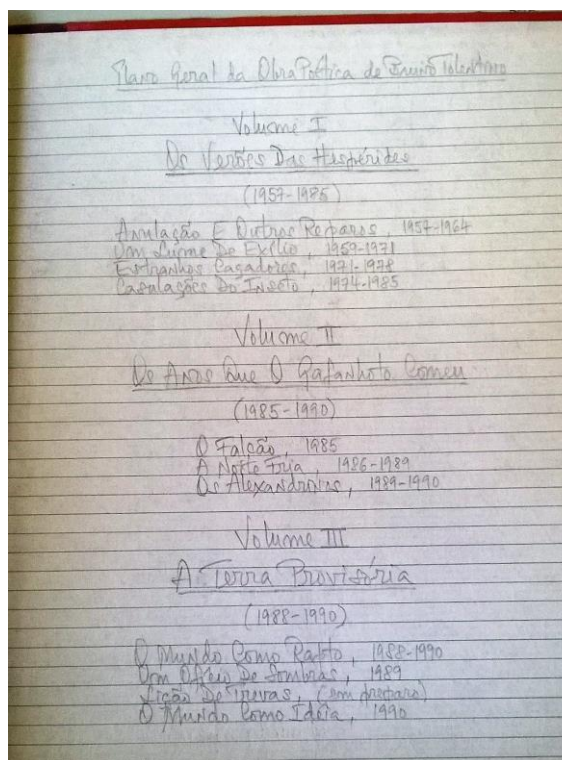 Plano Geral da Obra Poética de Bruno Tolentino
Volume I
Os Verões Das Hespérides
(1957-1985)
Anulação E Outros Reparos, 1957-1964
Um Lume De Exílio, 1959-1971
Estranhos Caçadores, 1971-1978
do Inseto, 1974-1985
Volume II
Os Anos Que O Gafanhoto Comeu
(1985-1990)
O Falcão, 1985
A Noite Fria, 1986-1989
Os Alexandrinos, 1989-1990
Volume III
A Terra Provisória
(1988-1990)
O Mundo Como Rapto, 1988-1990
Um De Sombras, 1989
Lição De Trevas, (em preparo)
O Mundo Como Idéia, 1990